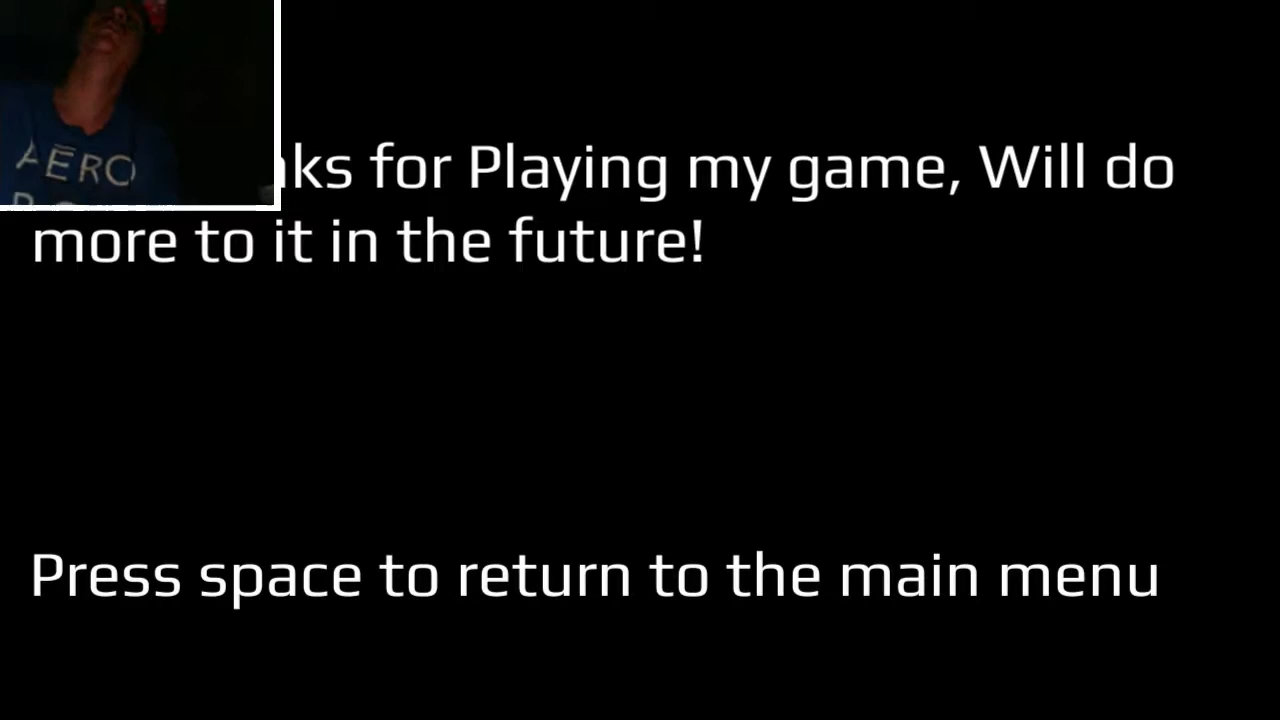 AERO
nks for Playing my game, Will do
more to it in the future!
Press space to return to the main menu